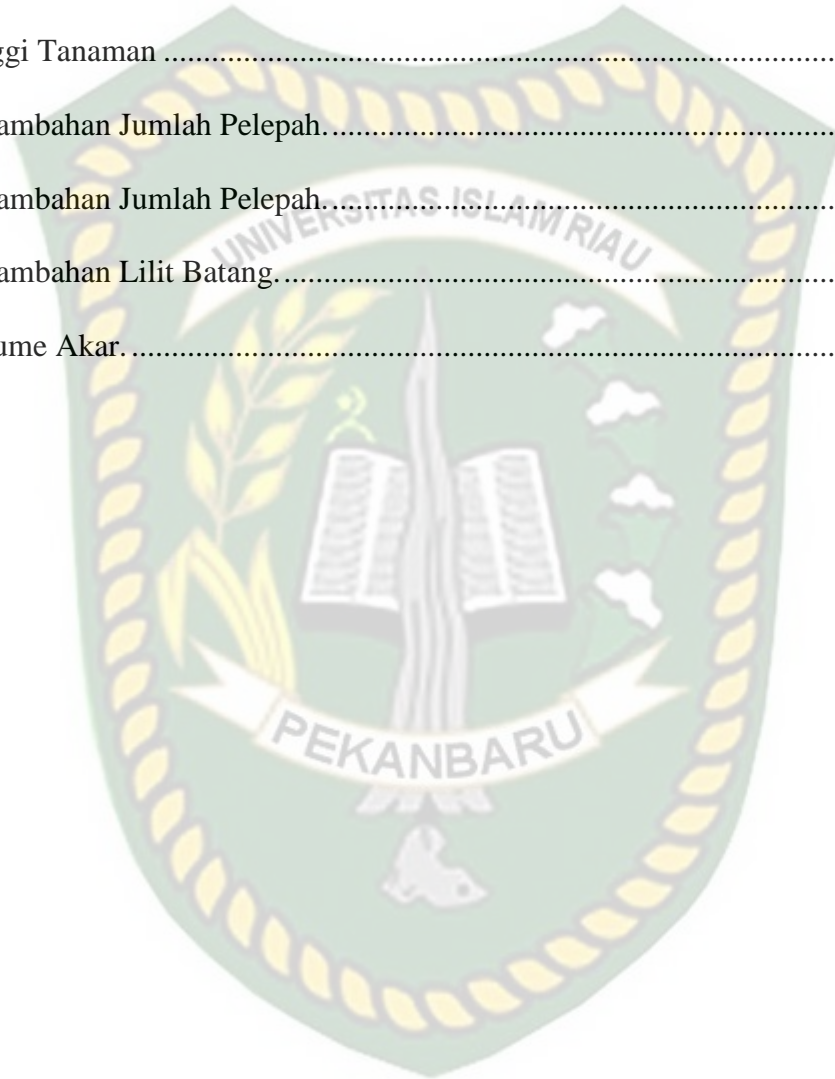 ggi Tanaman ....................................................................................
ambahan Jumlah Pelepah................................................................
UNIVERSITAS ISLAM RIAU
ambahan Jumlah Pelepah................................................................
ambahan Lilit Batang......................................................................
ume Akar.........................................................................................
PEKANBARU